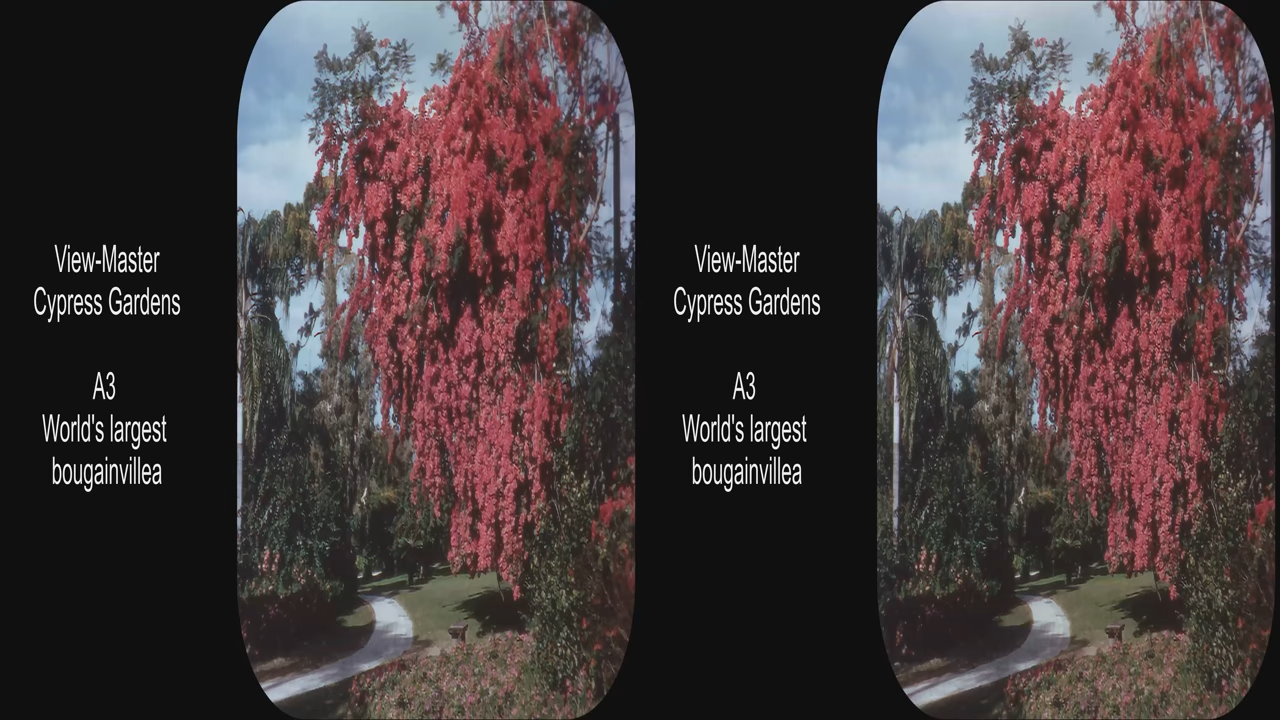 View-Master
Cypress Gardens
A3
World's largest
bougainvillea
View-Master
Cypress Gardens
A3
World's largest
bougainvillea